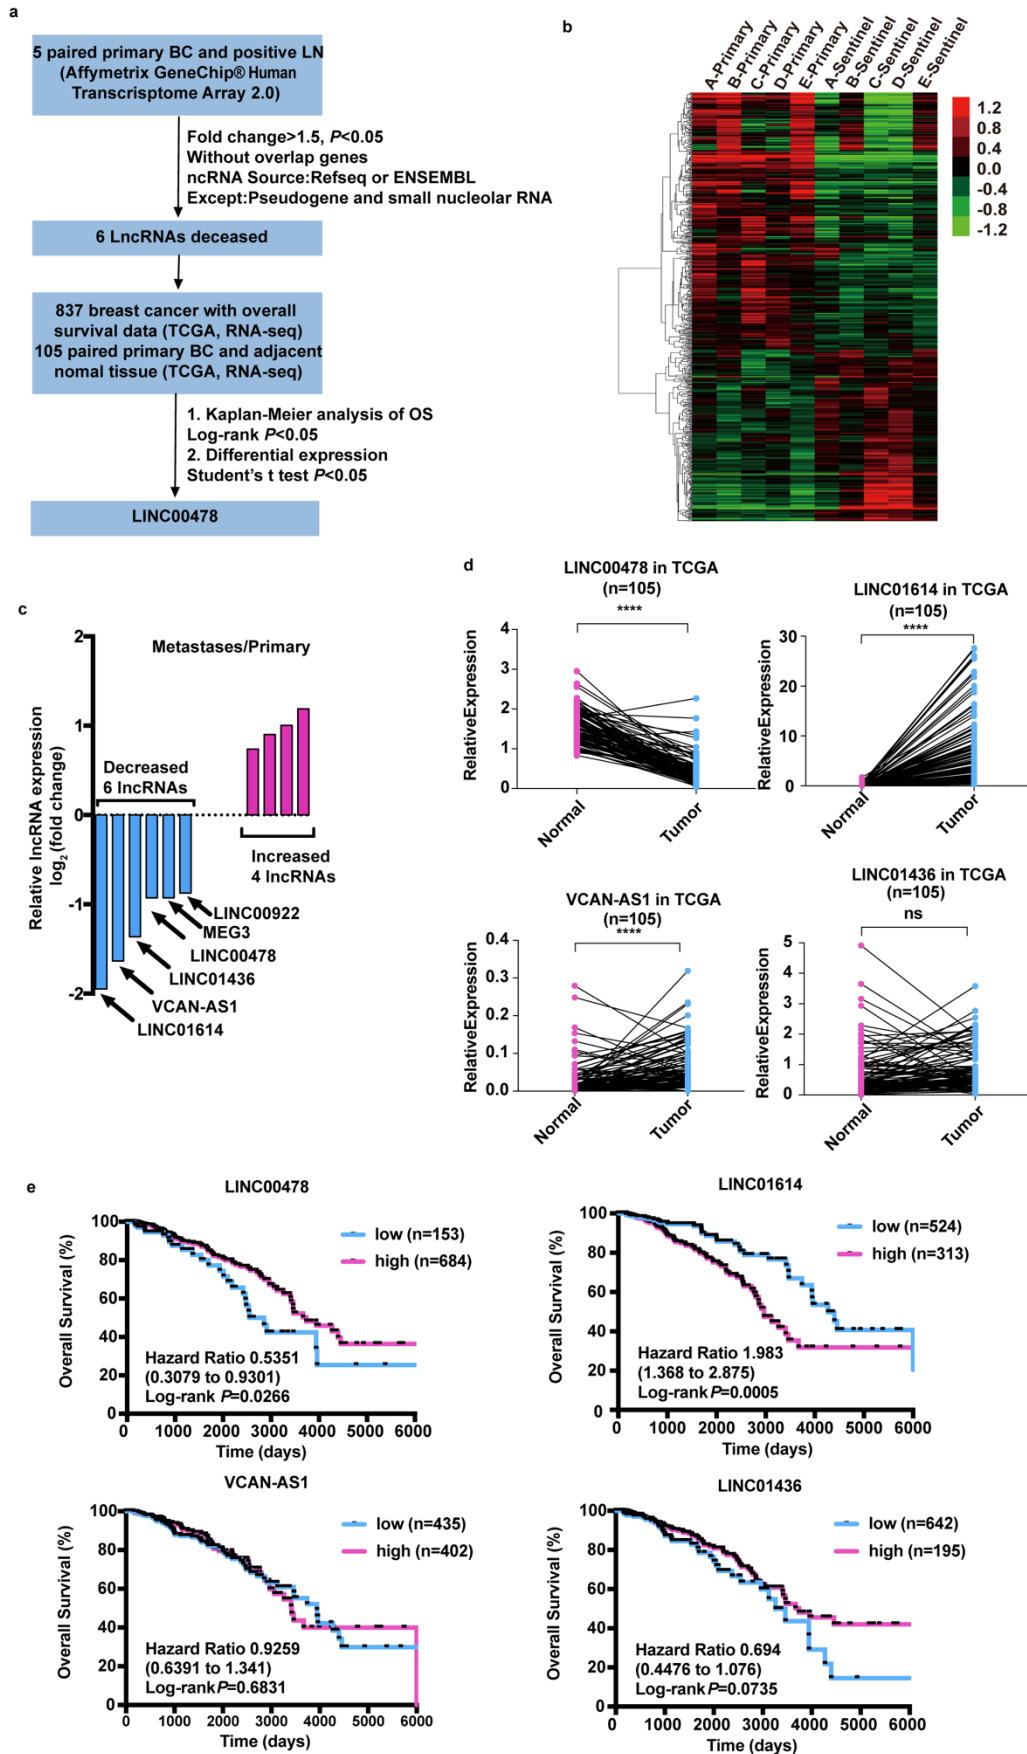 a
5 paired primary BC and positive LN
(Affymetrix GeneChip® Human
Transcrisptome Array 2.0)
Fold change>1.5, P<0.05
Without overlap genes
ncRNA Source:Refseq or ENSEMBL
Except:Pseudogene and small nucleolar RNA
6 LncRNAs deceased
837 breast cancer with overall
survival data (TCGA, RNA-seq)
105 paired primary BC and adjacent
nomal tissue (TCGA, RNA-seq)
1. Kaplan-Meier analysis of OS
Log-rank P<0.05
2. Differential expression
Student's t test P<0.05
LINC00478
b
A-Primary
B-Primary
C-Primary
D-Primary
E-Primary
A-Sentinel
B-Sentinel
C-Sentinel
D-Sentinel
E-Sentinel
1.2
0.8
0.4
0.0
-0.4
-0.8
-1.2
c
Relative lncRNA expression
log2 (fold change)
2
1
0
-1
-2
Metastases/Primary
Decreased
6 lncRNAs
Increased
4 lncRNAs
LINC00922
MEG3
LINC00478
LINC01436
VCAN-AS1
LINC01614
d
LINC00478 in TCGA
(n=105)
****
RelativeExpression
4
3
2
1
0
Normal
Tumor
LINC01614 in TCGA
(n=105)
****
RelativeExpression
30
20
10
0
Normal
Tumor
VCAN-AS1 in TCGA
(n=105)
****
RelativeExpression
0.4
0.3
0.2
0.1
0.0
Normal
Tumor
LINC01436 in TCGA
(n=105)
ns
RelativeExpression
5
4
3
2
1
0
Normal
Tumor
e
LINC00478
Overall Survival (%)
100
80
60
40
20
0
low (n=153)
high (n=684)
Hazard Ratio 0.5351
(0.3079 to 0.9301)
Log-rank P=0.0266
0 1000 2000 3000 4000 5000 6000
Time (days)
LINC01614
Overall Survival (%)
100
80
60
40
20
0
low (n=524)
high (n=313)
Hazard Ratio 1.983
(1.368 to 2.875)
Log-rank P=0.0005
0 1000 2000 3000 4000 5000 6000
Time (days)
VCAN-AS1
Overall Survival (%)
100
80
60
40
20
0
low (n=435)
high (n=402)
Hazard Ratio 0.9259
(0.6391 to 1.341)
Log-rank P=0.6831
0 1000 2000 3000 4000 5000 6000
Time (days)
LINC01436
Overall Survival (%)
100
80
60
40
20
0
low (n=642)
high (n=195)
Hazard Ratio 0.694
(0.4476 to 1.076)
Log-rank P=0.0735
0 1000 2000 3000 4000 5000 6000
Time (days)